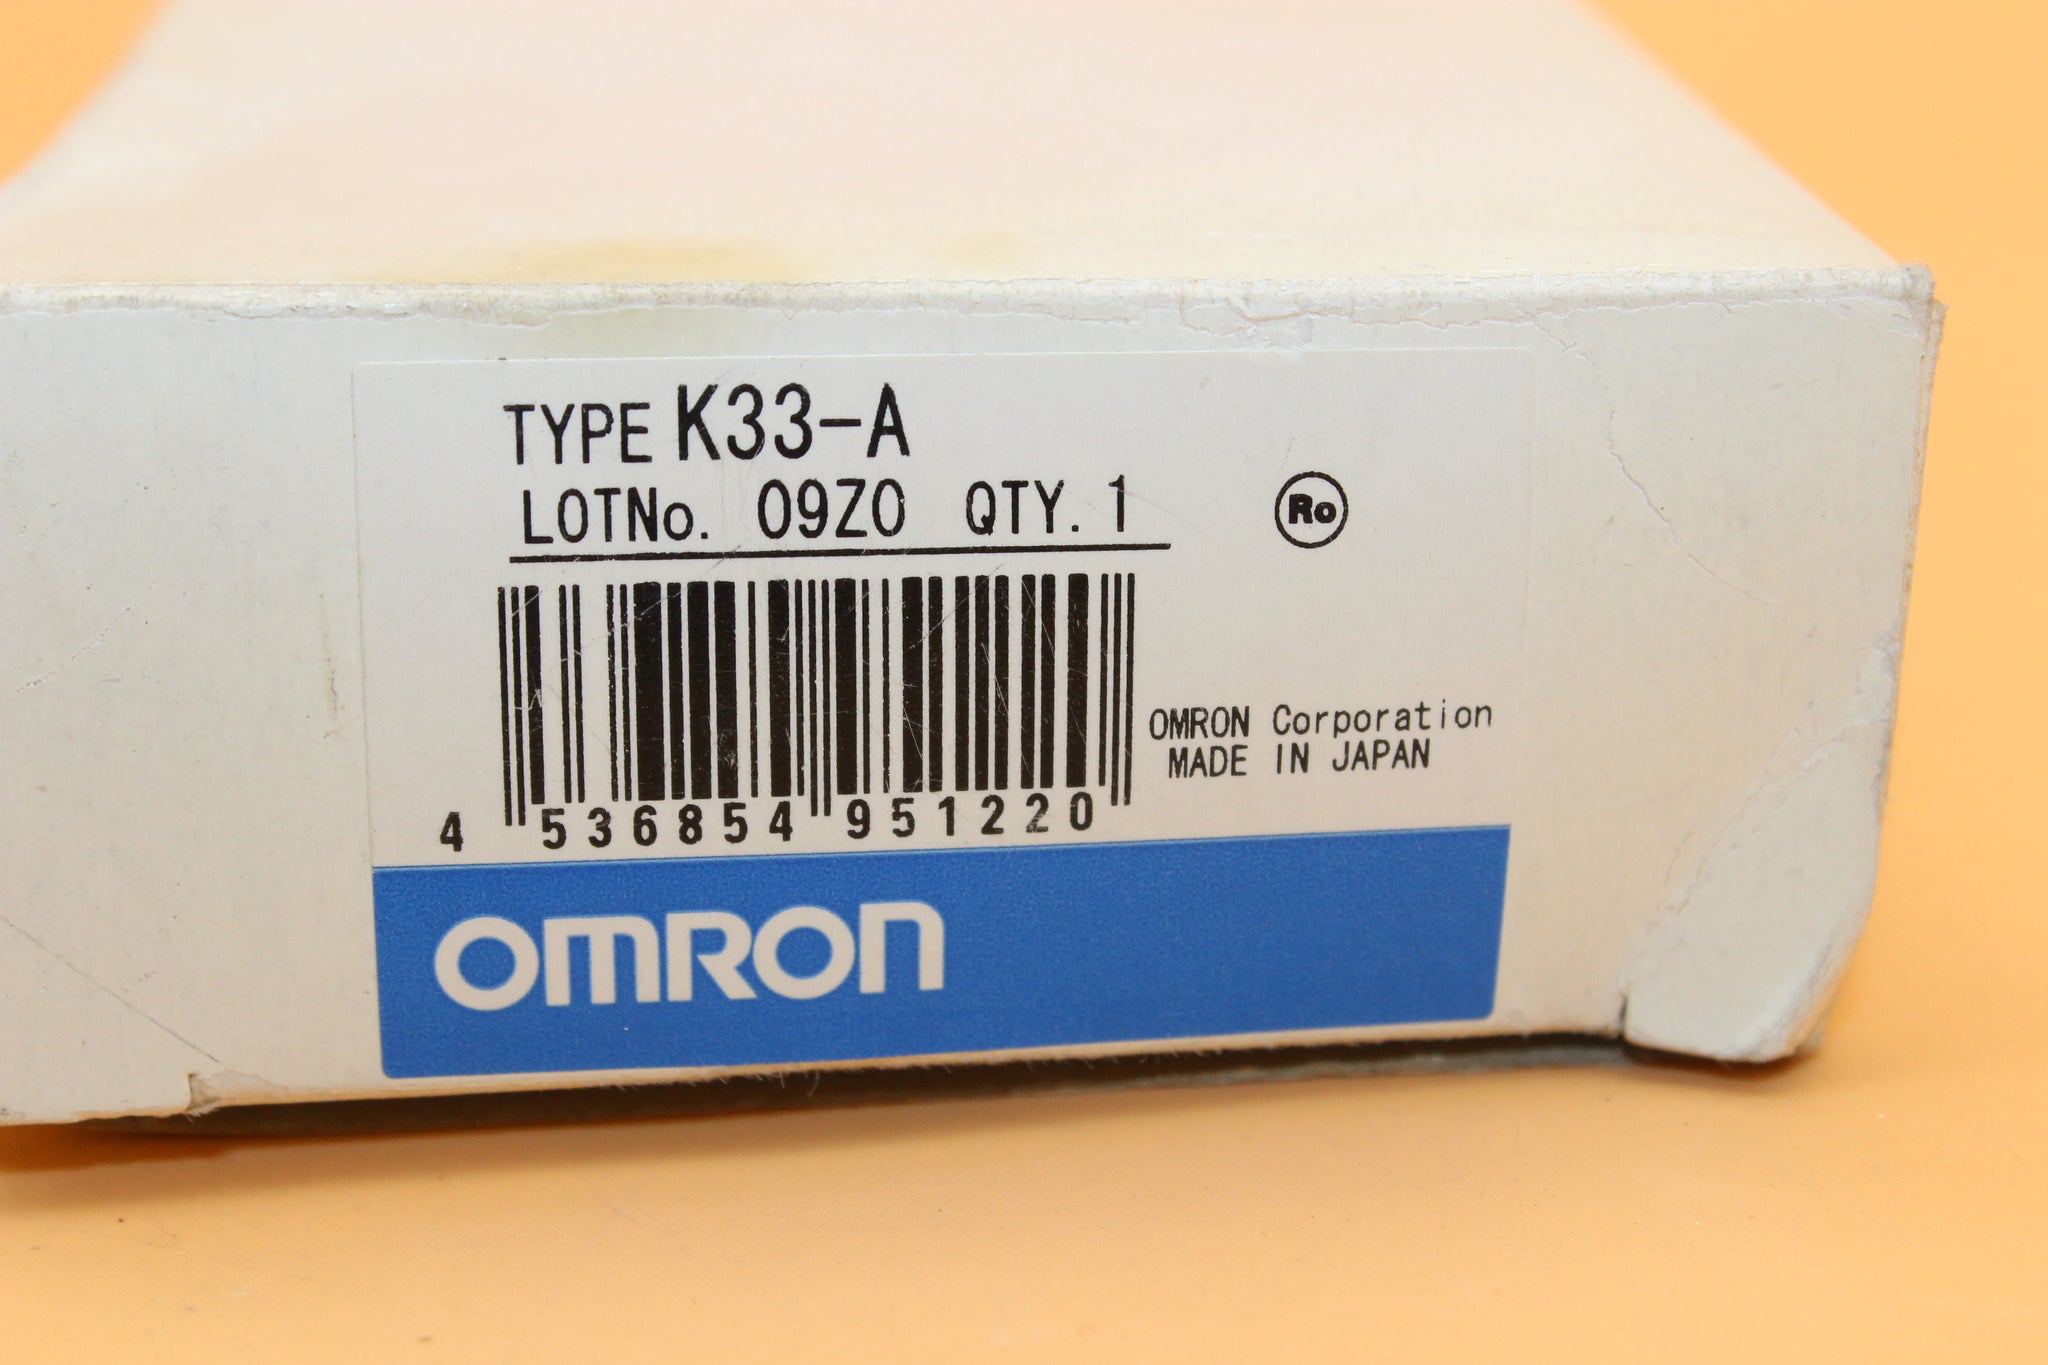 TYPE K33-A
LOTNo. 09Z0 QTY. 1
Ro
OMRON Corporation
MADE IN JAPAN
4 536854 951220
OMRON